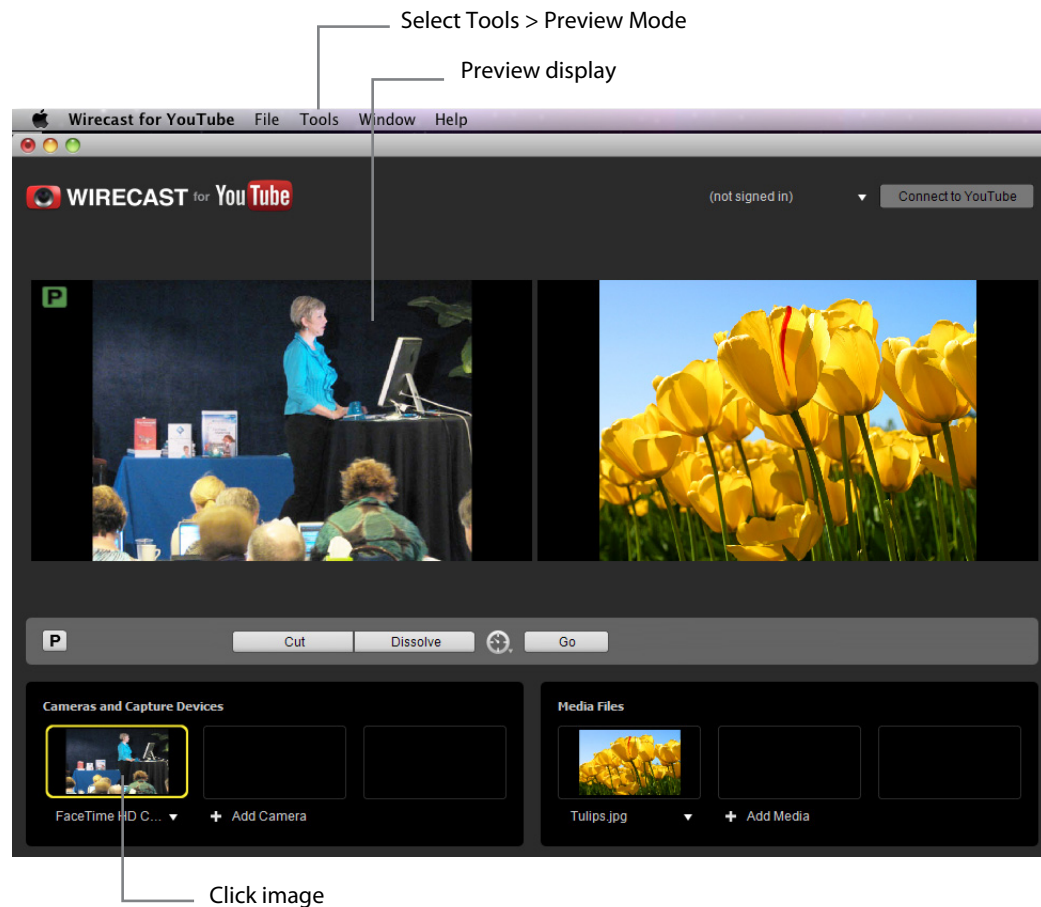 Select Tools > Preview Mode
Preview display
Wirecast for YouTube File Tools Window Help
WIRECAST for YouTube
(not signed in)
Connect to YouTube
P
P
Cut
Dissolve
Go
Cameras and Capture Devices
Media Files
FaceTime HD C...
+ Add Camera
Tulips.jpg
+ Add Media
Click image